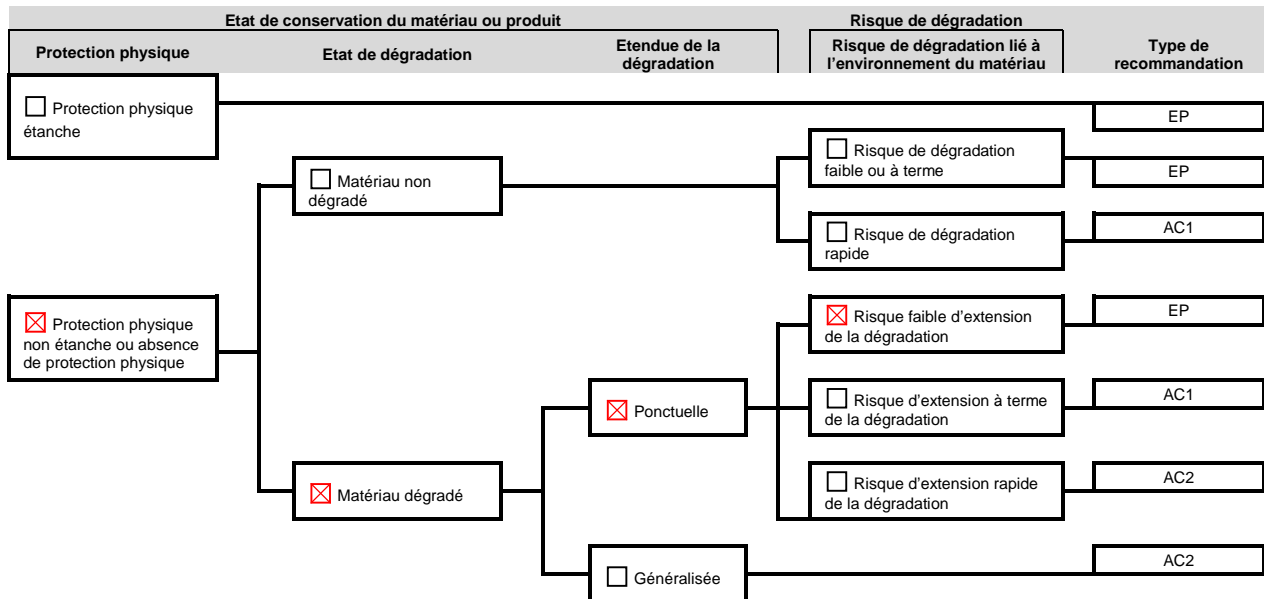 Etat de conservation du matériau ou produit
Risque de dégradation
Protection physique
Etat de dégradation
Etendue de la
dégradation
Risque de dégradation lié à
l'environnement du matériau
Type de
recommandation
Protection physique
étanche
EP
Matériau non
dégradé
Risque de dégradation
faible ou à terme
EP
Risque de dégradation
rapide
AC1
Protection physique
non étanche ou absence
de protection physique
Risque faible d'extension
de la dégradation
EP
Ponctuelle
Risque d'extension à terme
de la dégradation
AC1
Matériau dégradé
Risque d'extension rapide
de la dégradation
AC2
Généralisée
AC2